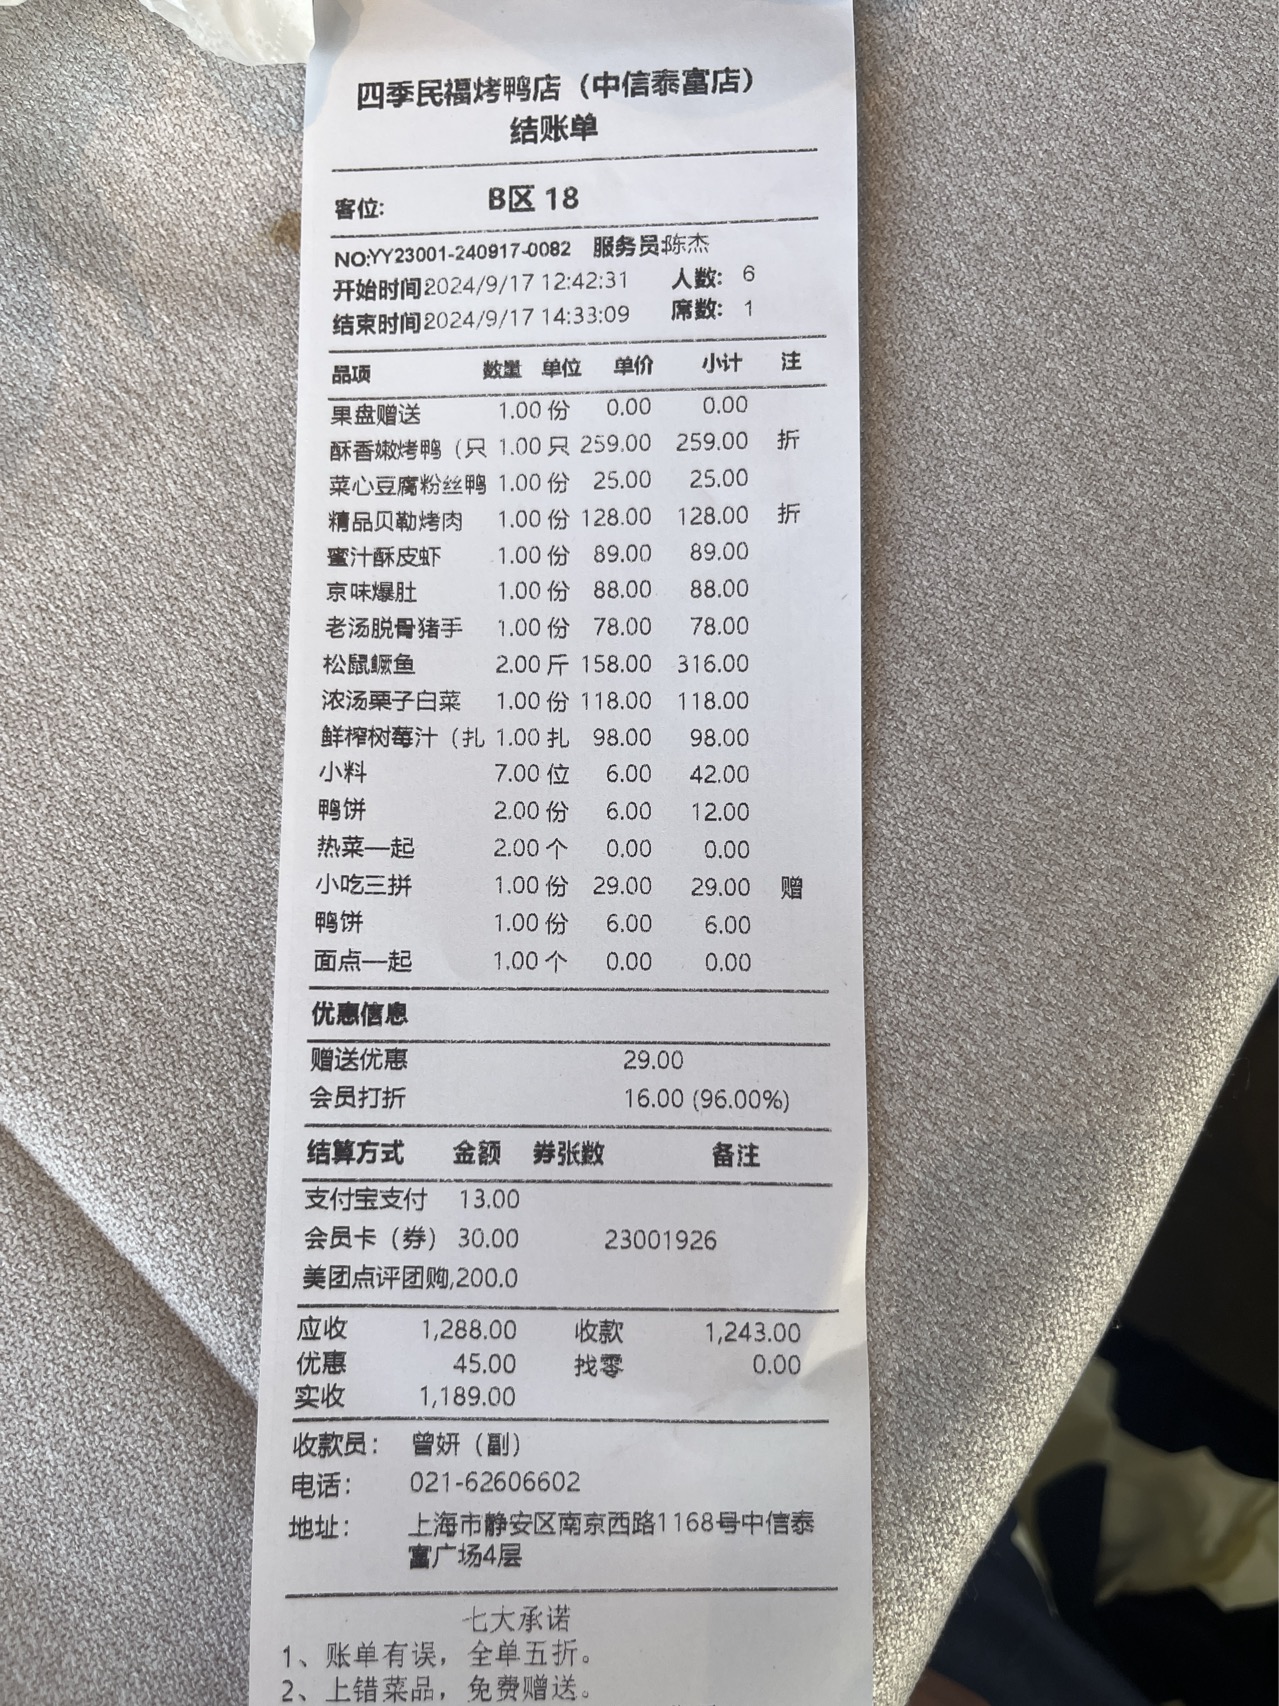 四季民福烤鸭店（中信泰富店）
结账单
客位: B区 18
NO:YY23001-240917-0082 服务员:陈杰
开始时间2024/9/17 12:42:31 人数: 6
结束时间2024/9/17 14:33:09 席数: 1
品项 数量 单位 单价 小计 注
果盘赠送 1.00 份 0.00 0.00
酥香嫩烤鸭（只 1.00 只 259.00 259.00 折
菜心豆腐粉丝鸭 1.00 份 25.00 25.00
精品贝勒烤肉 1.00 份 128.00 128.00 折
蜜汁酥皮虾 1.00 份 89.00 89.00
京味爆肚 1.00 份 88.00 88.00
老汤脱骨猪手 1.00 份 78.00 78.00
松鼠鳜鱼 2.00 斤 158.00 316.00
浓汤栗子白菜 1.00 份 118.00 118.00
鲜榨树莓汁（扎 1.00 扎 98.00 98.00
小料 7.00 位 6.00 42.00
鸭饼 2.00 份 6.00 12.00
热菜一起 2.00 个 0.00 0.00
小吃三拼 1.00 份 29.00 29.00 赠
鸭饼 1.00 份 6.00 6.00
面点一起 1.00 个 0.00 0.00
优惠信息
赠送优惠 29.00
会员打折 16.00 (96.00%)
结算方式 金额 券张数 备注
支付宝支付 13.00
会员卡（券） 30.00 23001926
美团点评团购,200.0
应收 1,288.00 收款 1,243.00
优惠 45.00 找零 0.00
实收 1,189.00
收款员： 曾妍（副）
电话： 021-62606602
地址： 上海市静安区南京西路1168号中信泰
富广场4层
七大承诺
1、账单有误，全单五折。
2、上错菜品，免费赠送。